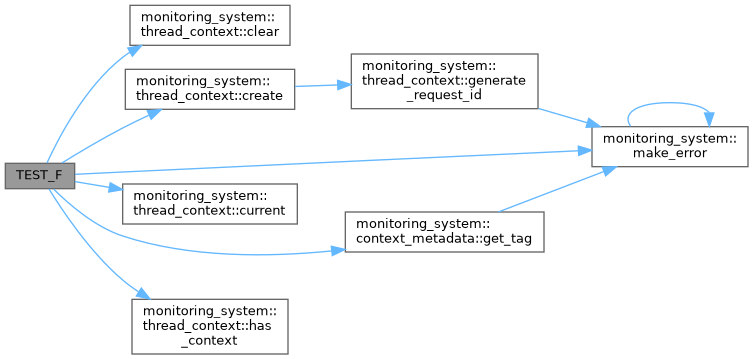 monitoring_system::
thread_context::clear
monitoring_system::
thread_context::create
monitoring_system::
thread_context::generate
_request_id
monitoring_system::
make_error
TEST_F
monitoring_system::
thread_context::current
monitoring_system::
context_metadata::get_tag
monitoring_system::
thread_context::has
_context